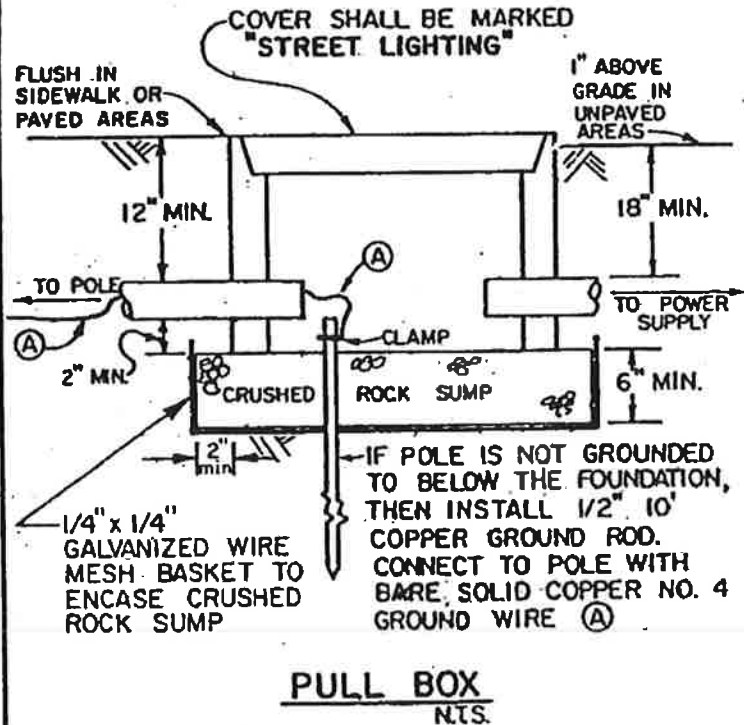 COVER SHALL BE MARKED
"STREET LIGHTING"
FLUSH IN
SIDEWALK OR
PAVED AREAS
1" ABOVE
GRADE IN
UNPAVED
AREAS
12" MIN.
18" MIN.
A
TO POLE
TO POWER
SUPPLY
A
CLAMP
2" MIN.
CRUSHED ROCK SUMP
6" MIN.
2"
min
IF POLE IS NOT GROUNDED
TO BELOW THE FOUNDATION,
THEN INSTALL 1/2" 10'
COPPER GROUND ROD.
CONNECT TO POLE WITH
BARE SOLID COPPER NO. 4
GROUND WIRE A
1/4" x 1/4"
GALVANIZED WIRE
MESH BASKET TO
ENCASE CRUSHED
ROCK SUMP
PULL BOX
N.T.S.